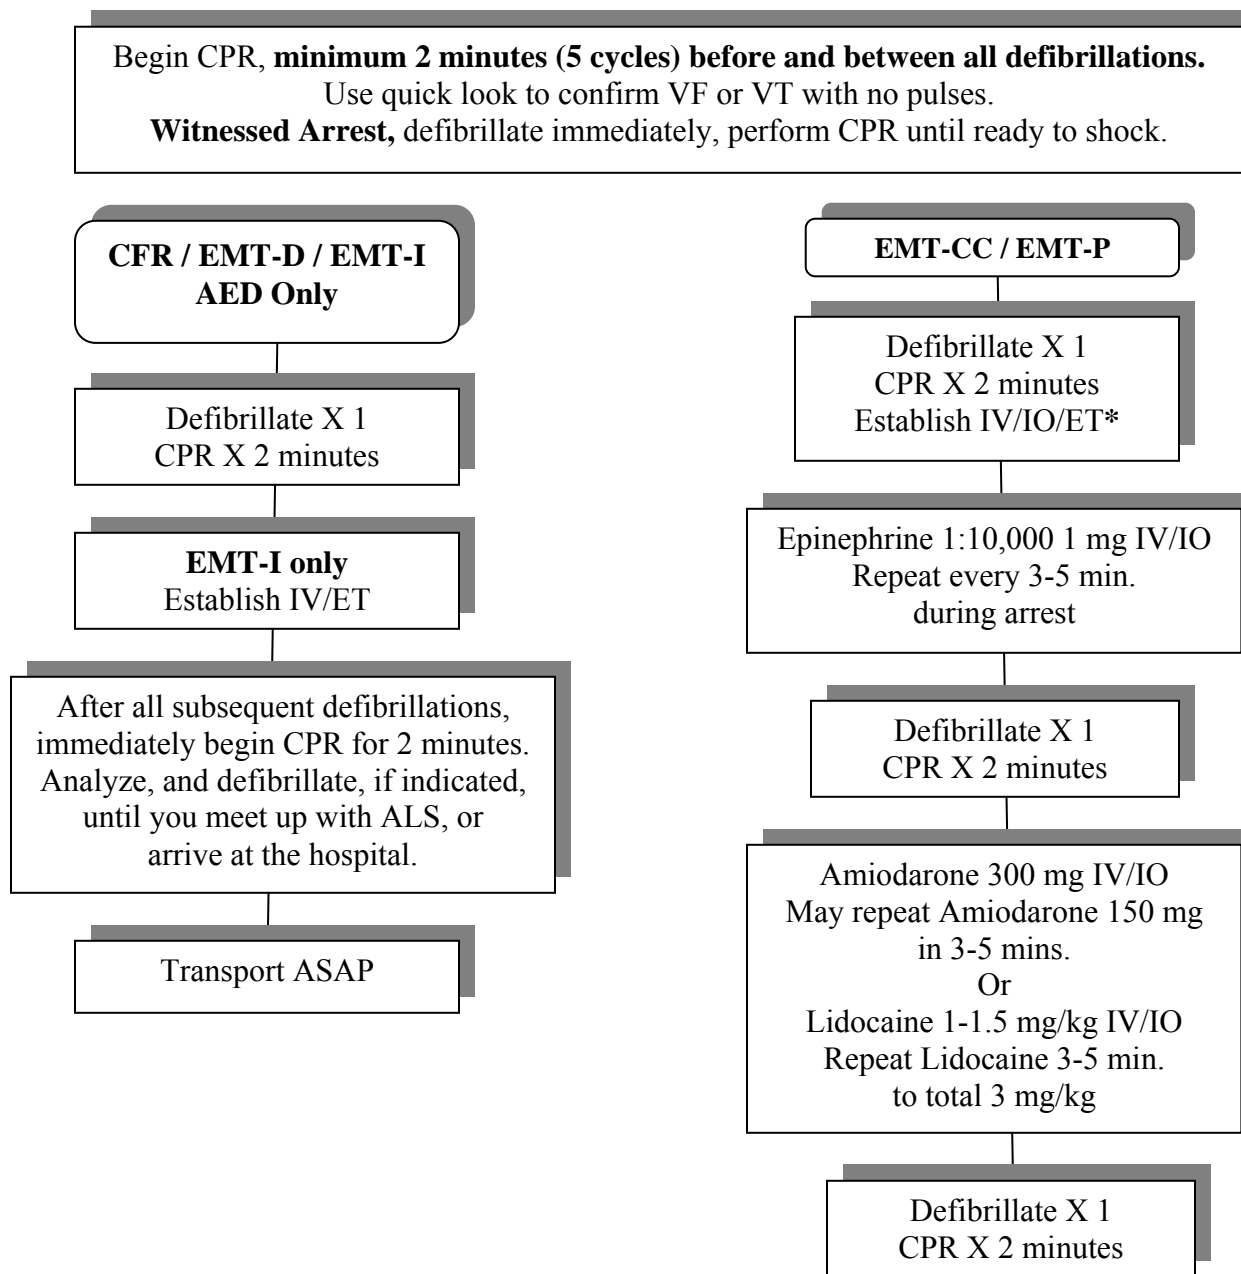 Begin CPR, minimum 2 minutes (5 cycles) before and between all defibrillations.
Use quick look to confirm VF or VT with no pulses.
Witnessed Arrest, defibrillate immediately, perform CPR until ready to shock.
CFR / EMT-D / EMT-I
AED Only
Defibrillate X 1
CPR X 2 minutes
EMT-I only
Establish IV/ET
After all subsequent defibrillations,
immediately begin CPR for 2 minutes.
Analyze, and defibrillate, if indicated,
until you meet up with ALS, or
arrive at the hospital.
Transport ASAP
EMT-CC / EMT-P
Defibrillate X 1
CPR X 2 minutes
Establish IV/IO/ET*
Epinephrine 1:10,000 1 mg IV/IO
Repeat every 3-5 min.
during arrest
Defibrillate X 1
CPR X 2 minutes
Amiodarone 300 mg IV/IO
May repeat Amiodarone 150 mg
in 3-5 mins.
Or
Lidocaine 1-1.5 mg/kg IV/IO
Repeat Lidocaine 3-5 min.
to total 3 mg/kg
Defibrillate X 1
CPR X 2 minutes